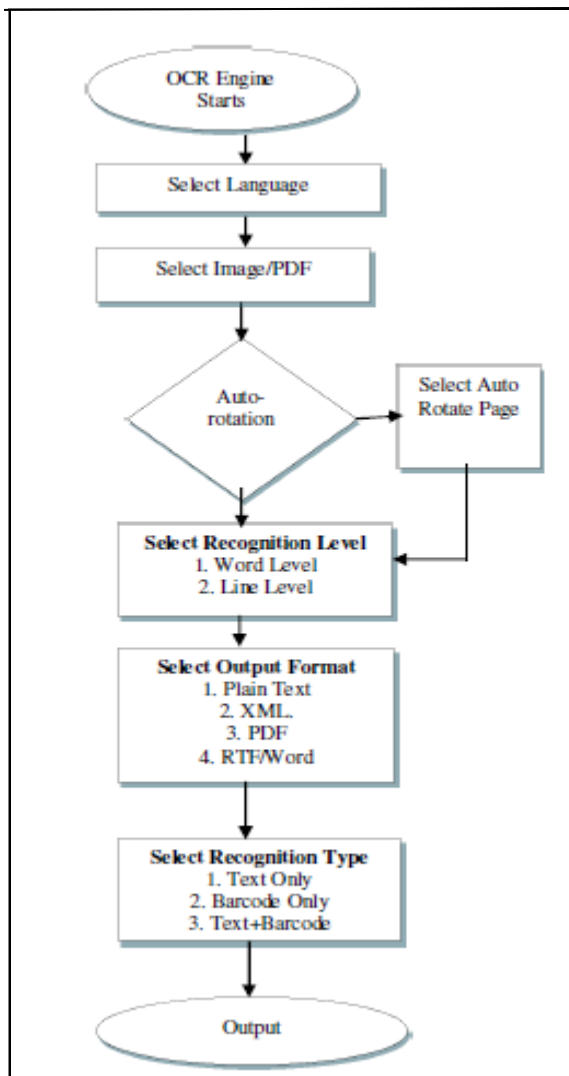 OCR Engine
Starts
Select Language
Select Image/PDF
Auto-
rotation
Select Auto
Rotate Page
Select Recognition Level
1. Word Level
2. Line Level
Select Output Format
1. Plain Text
2. XML.
3. PDF
4. RTF/Word
Select Recognition Type
1. Text Only
2. Barcode Only
3. Text+Barcode
Output